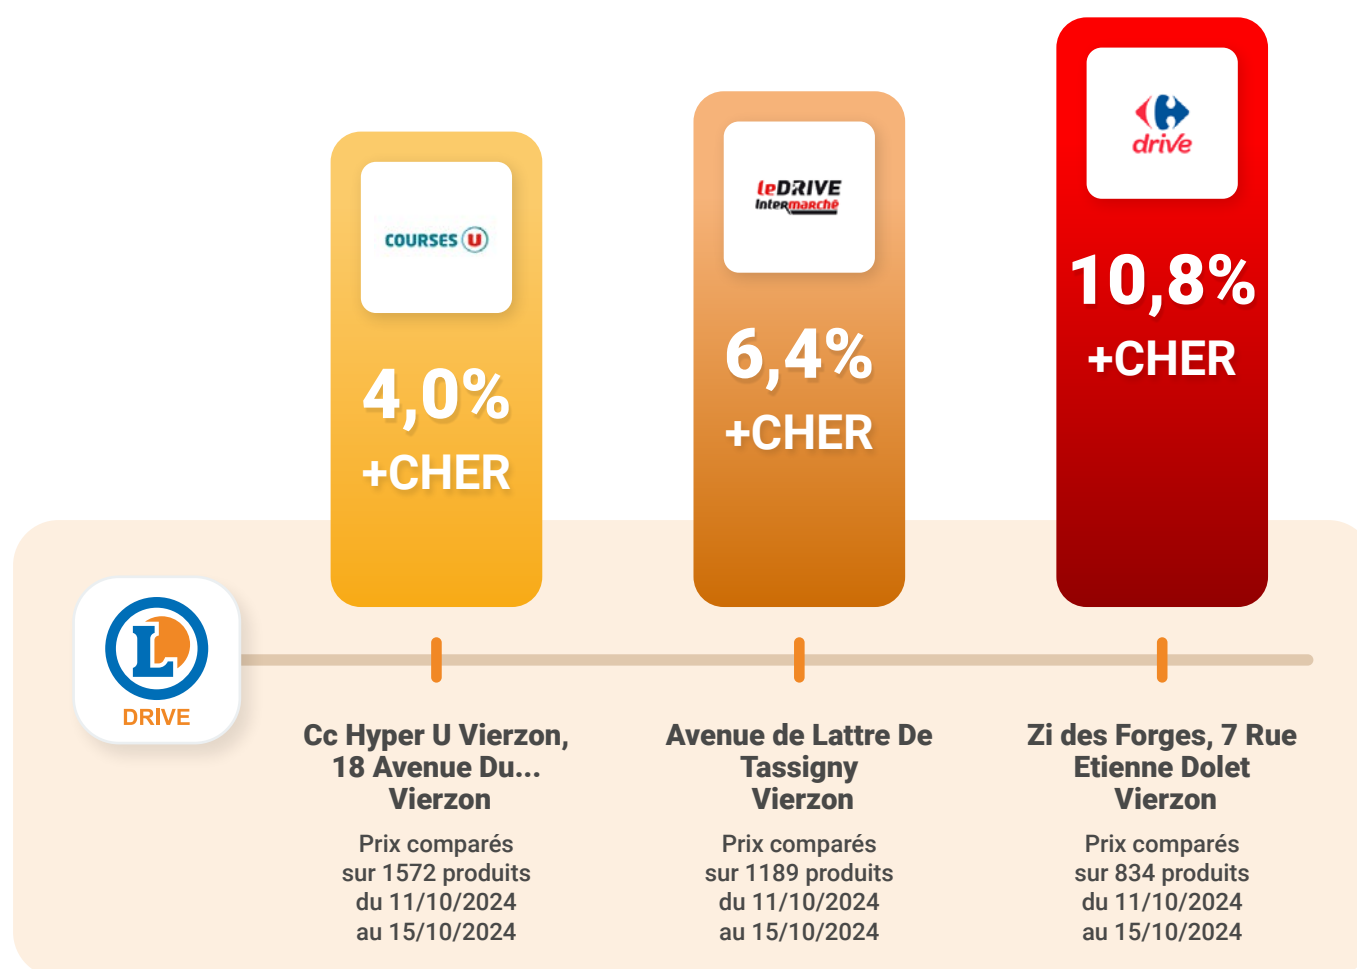 COURSES U
4,0%
+CHER
leDRIVE
Intermarché
6,4%
+CHER
drive
10,8%
+CHER
L
DRIVE
Cc Hyper U Vierzon,
18 Avenue Du...
Vierzon
Prix comparés
sur 1572 produits
du 11/10/2024
au 15/10/2024
Avenue de Lattre De
Tassigny
Vierzon
Prix comparés
sur 1189 produits
du 11/10/2024
au 15/10/2024
Zi des Forges, 7 Rue
Etienne Dolet
Vierzon
Prix comparés
sur 834 produits
du 11/10/2024
au 15/10/2024